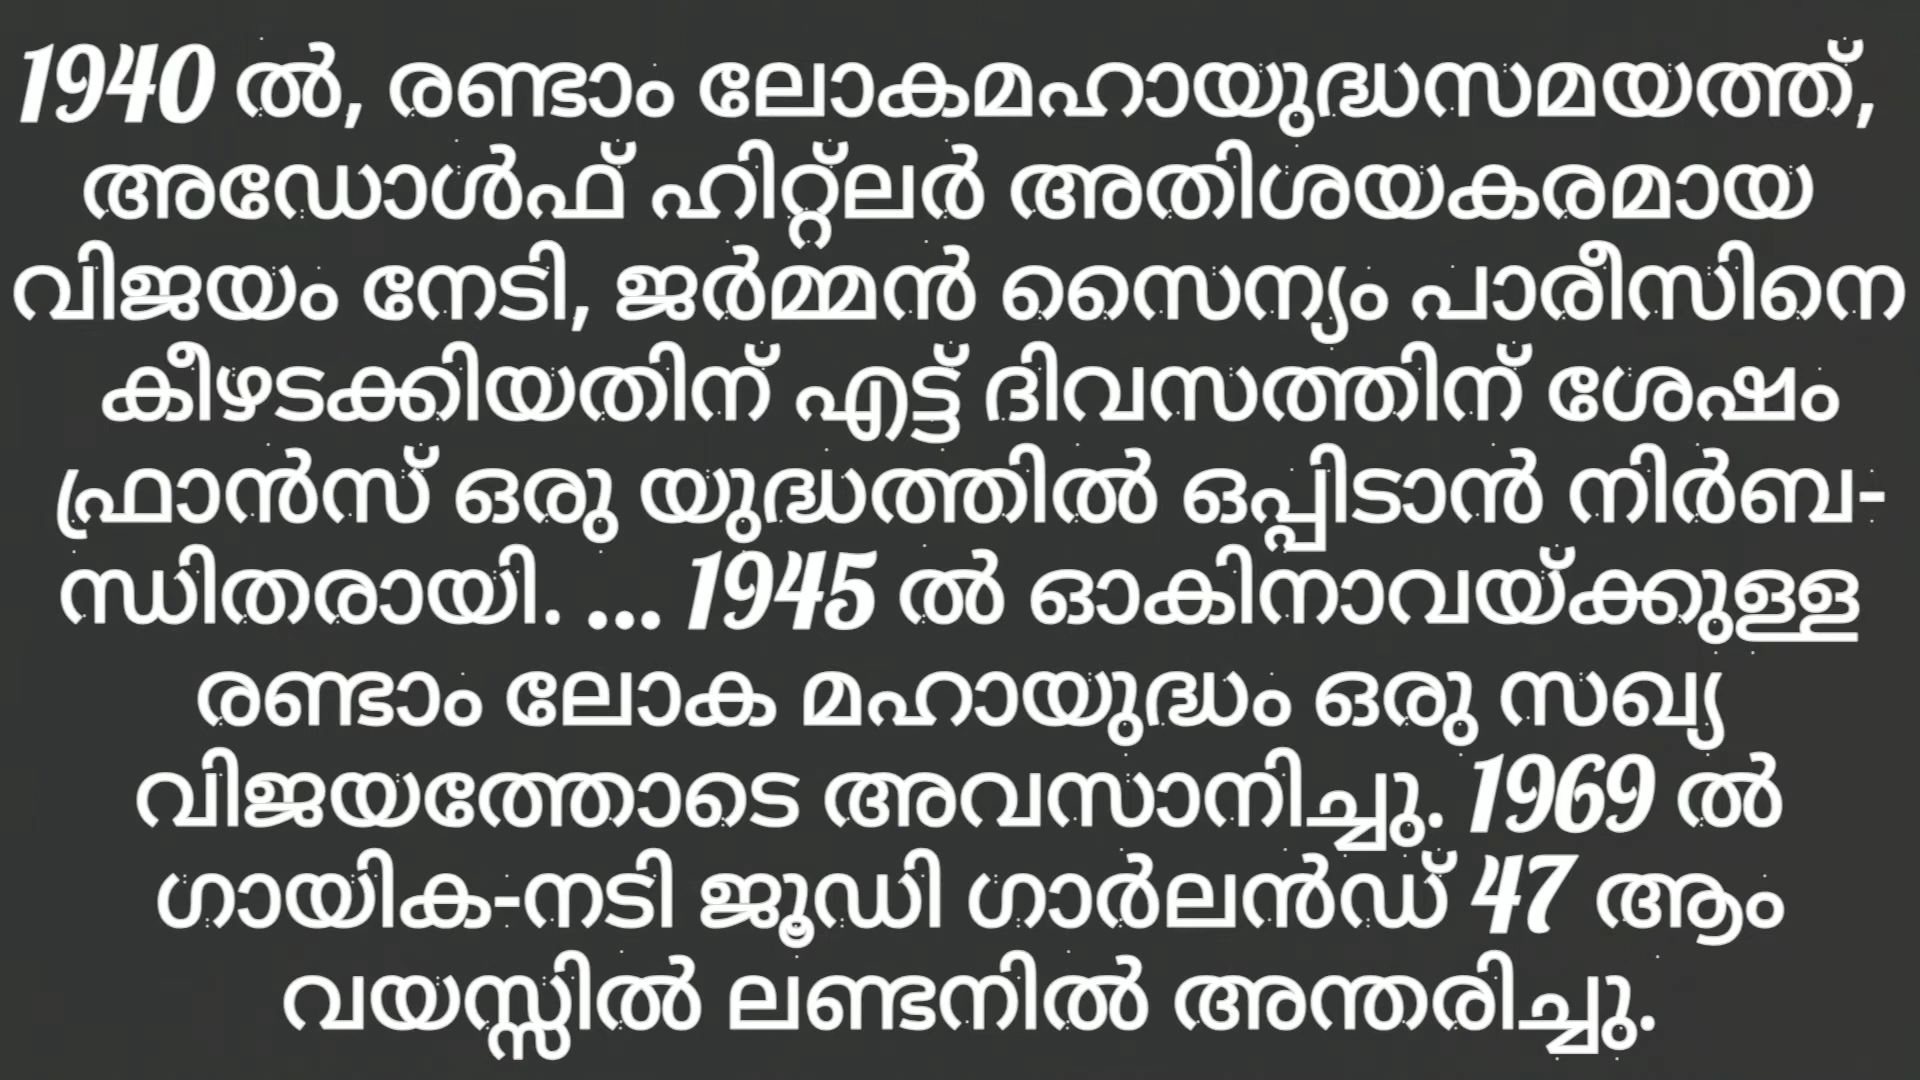 1940 ൽ, രണ്ടാം ലോകമഹായുദ്ധസമയത്ത്,
അഡോൾഫ് ഹിറ്റ്ലർ അതിശയകരമായ
വിജയം നേടി, ജർമ്മൻ സൈന്യം പാരീസിനെ
കീഴടക്കിയതിന് എട്ട് ദിവസത്തിന് ശേഷം
ഫ്രാൻസ് ഒരു യുദ്ധത്തിൽ ഒപ്പിടാൻ നിർബ-
ന്ധിതരായി. ... 1945 ൽ ഓകിനാവയ്ക്കുള്ള
രണ്ടാം ലോക മഹായുദ്ധം ഒരു സഖ്യ
വിജയത്തോടെ അവസാനിച്ചു. 1969 ൽ
ഗായിക-നടി ജൂഡി ഗാർലൻഡ് 47 ആം
വയസ്സിൽ ലണ്ടനിൽ അന്തരിച്ചു.